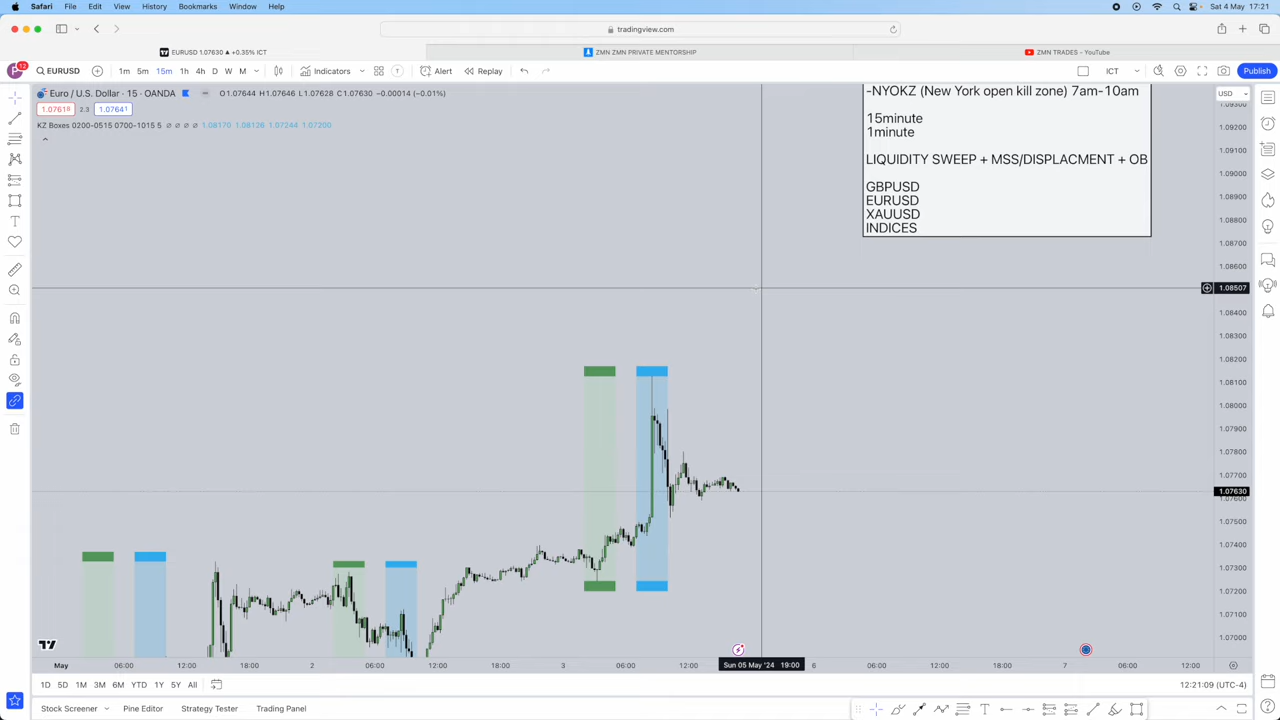 Safari File Edit View History Bookmarks Window Help
Sat 4 May 17:21
tradingview.com
EURUSD 1.07630 ▲ +0.35% ICT
ZMN ZMN PRIVATE MENTORSHIP
ZMN TRADES - YouTube
P 12 EURUSD 1m 5m 15m 1h 4h D W M Indicators Alert Replay ICT Publish
Euro / U.S. Dollar · 15 · OANDA O1.07644 H1.07646 L1.07628 C1.07630 −0.00014 (−0.01%)
USD
1.07618 2.3 1.07641
KZ Boxes 0200-0515 0700-1015 5 ø ø ø ø 1.08170 1.08126 1.07244 1.07200
-NYOKZ (New York open kill zone) 7am-10am
15minute
1minute
LIQUIDITY SWEEP + MSS/DISPLACMENT + OB
GBPUSD
EURUSD
XAUUSD
INDICES
1.09300
1.09200
1.09100
1.09000
1.08900
1.08800
1.08700
1.08600
1.08507
1.08400
1.08300
1.08200
1.08100
1.08000
1.07900
1.07800
1.07700
1.07630
1.07600
1.07500
1.07400
1.07300
1.07200
1.07100
1.07000
May 06:00 12:00 18:00 2 06:00 12:00 18:00 3 06:00 12:00 Sun 05 May '24 19:00 6 06:00 12:00 18:00 7 06:00 12:00
1D 5D 1M 3M 6M YTD 1Y 5Y All
12:21:09 (UTC-4)
Stock Screener Pine Editor Strategy Tester Trading Panel